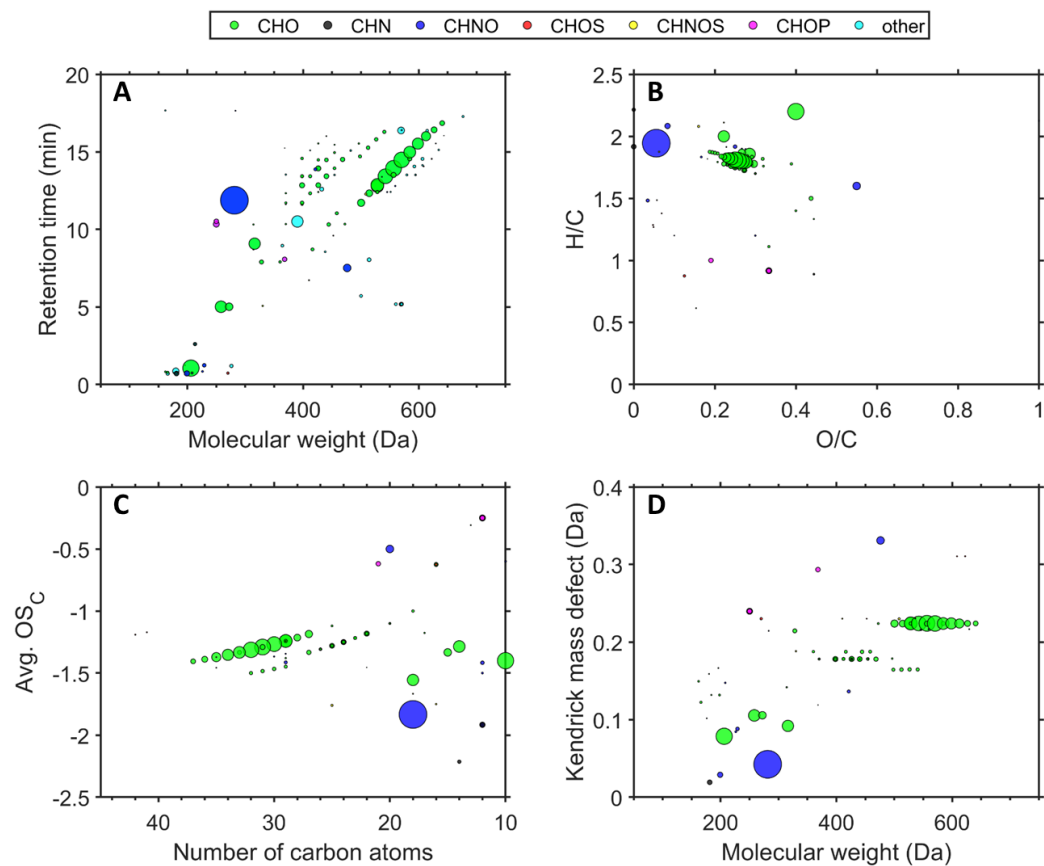 CHO CHN CHNO CHOS CHNOS CHOP other
A
20
15
10
5
0
Retention time (min)
200 400 600
Molecular weight (Da)
B
2.5
2
1.5
1
0.5
0
H/C
0 0.2 0.4 0.6 0.8 1
O/C
C
0
-0.5
-1
-1.5
-2
-2.5
Avg. OSC
40 30 20 10
Number of carbon atoms
D
0.4
0.3
0.2
0.1
0
Kendrick mass defect (Da)
200 400 600
Molecular weight (Da)